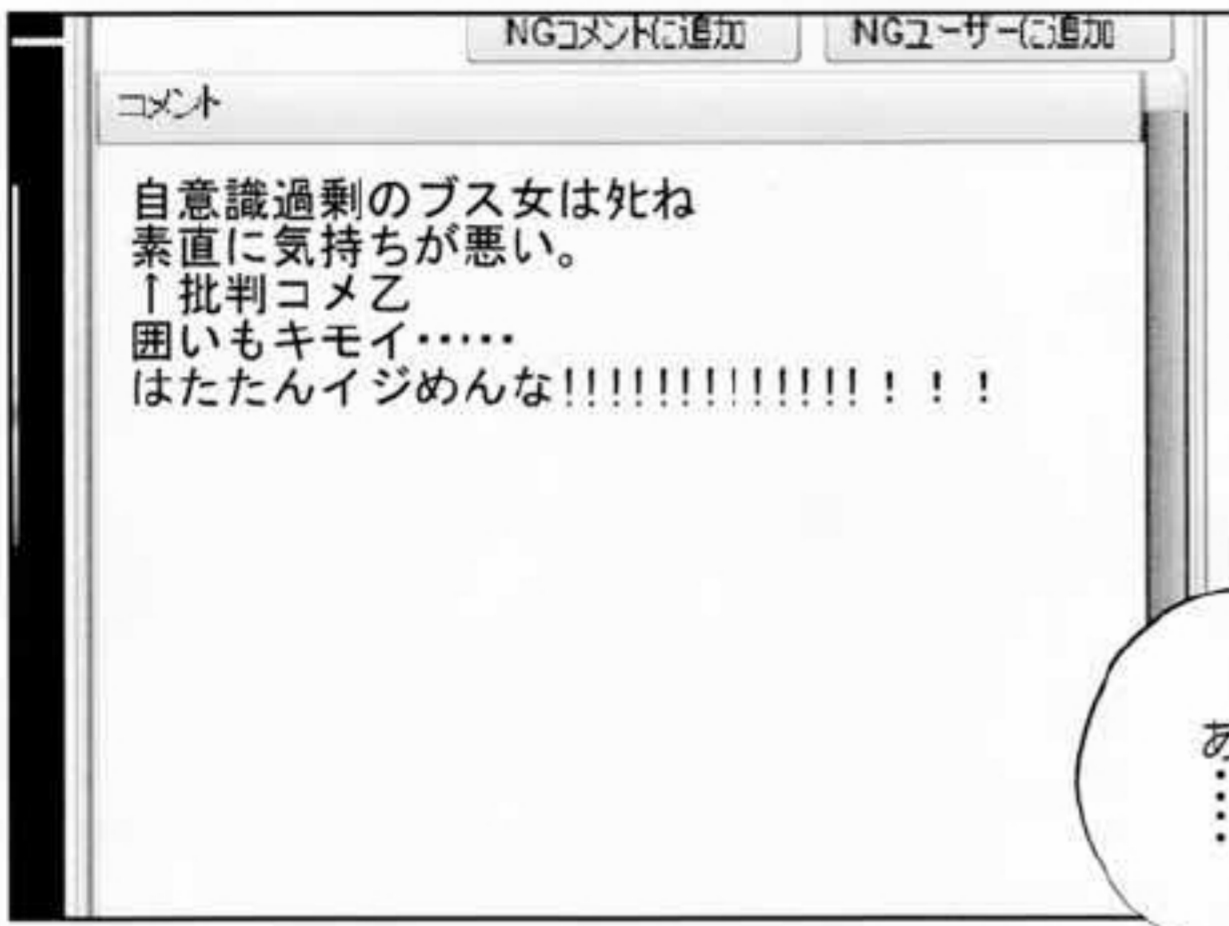 NGコメントに追加
NGユーザーに追加
コメント
自意識過剰のブス女はタヒね
素直に気持ちが悪い。
↑批判コメ乙
囲いもキモイ・・・・・
はたたんイジめんな!!!!!!!!!!!!!！！！
あ‥‥